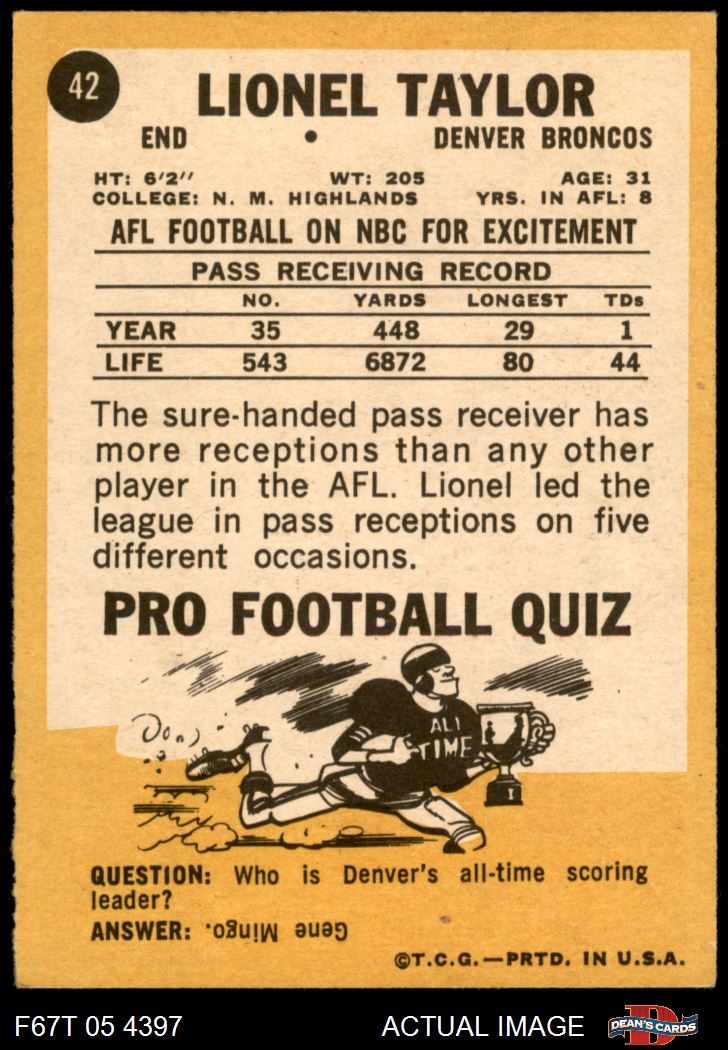 42
LIONEL TAYLOR
END • DENVER BRONCOS
HT: 6'2" WT: 205 AGE: 31
COLLEGE: N. M. HIGHLANDS YRS. IN AFL: 8
AFL FOOTBALL ON NBC FOR EXCITEMENT
PASS RECEIVING RECORD
NO. YARDS LONGEST TDs
YEAR 35 448 29 1
LIFE 543 6872 80 44
The sure-handed pass receiver has
more receptions than any other
player in the AFL. Lionel led the
league in pass receptions on five
different occasions.
PRO FOOTBALL QUIZ
ALL
TIME
1
QUESTION: Who is Denver's all-time scoring
leader?
ANSWER: Gene Mingo.
©T.C.G.—PRTD. IN U.S.A.
F67T 05 4397 ACTUAL IMAGE D DEAN'S CARDS